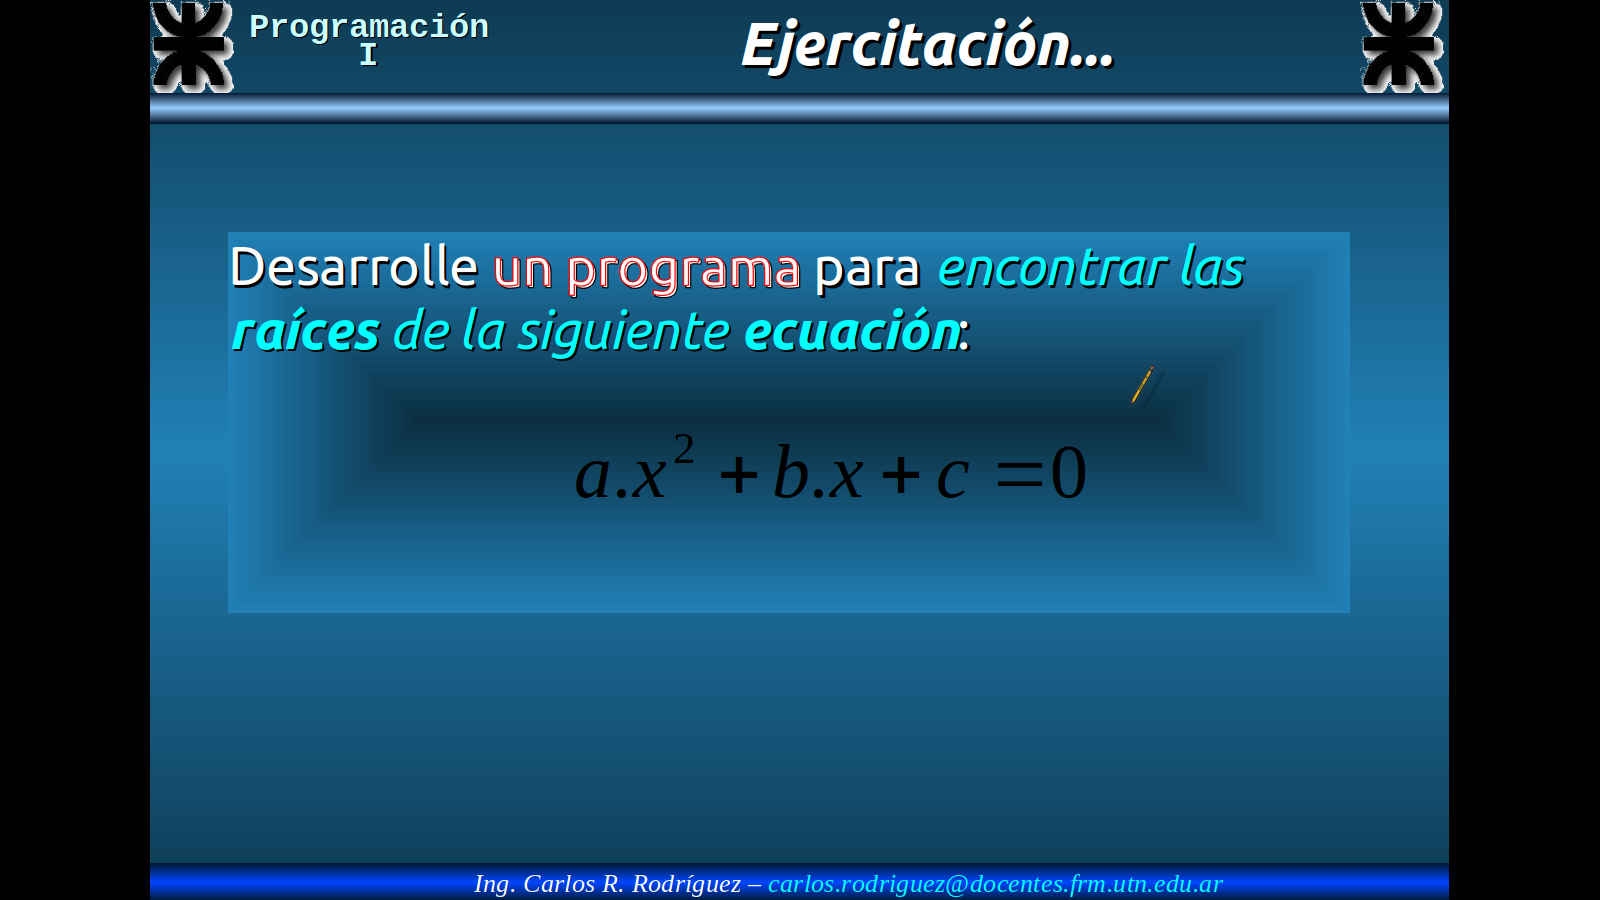 Programación
I
Ejercitación...
Desarrolle un programa para encontrar las
raíces de la siguiente ecuación:
a.x² + b.x + c = 0
Ing. Carlos R. Rodríguez – carlos.rodriguez@docentes.frm.utn.edu.ar